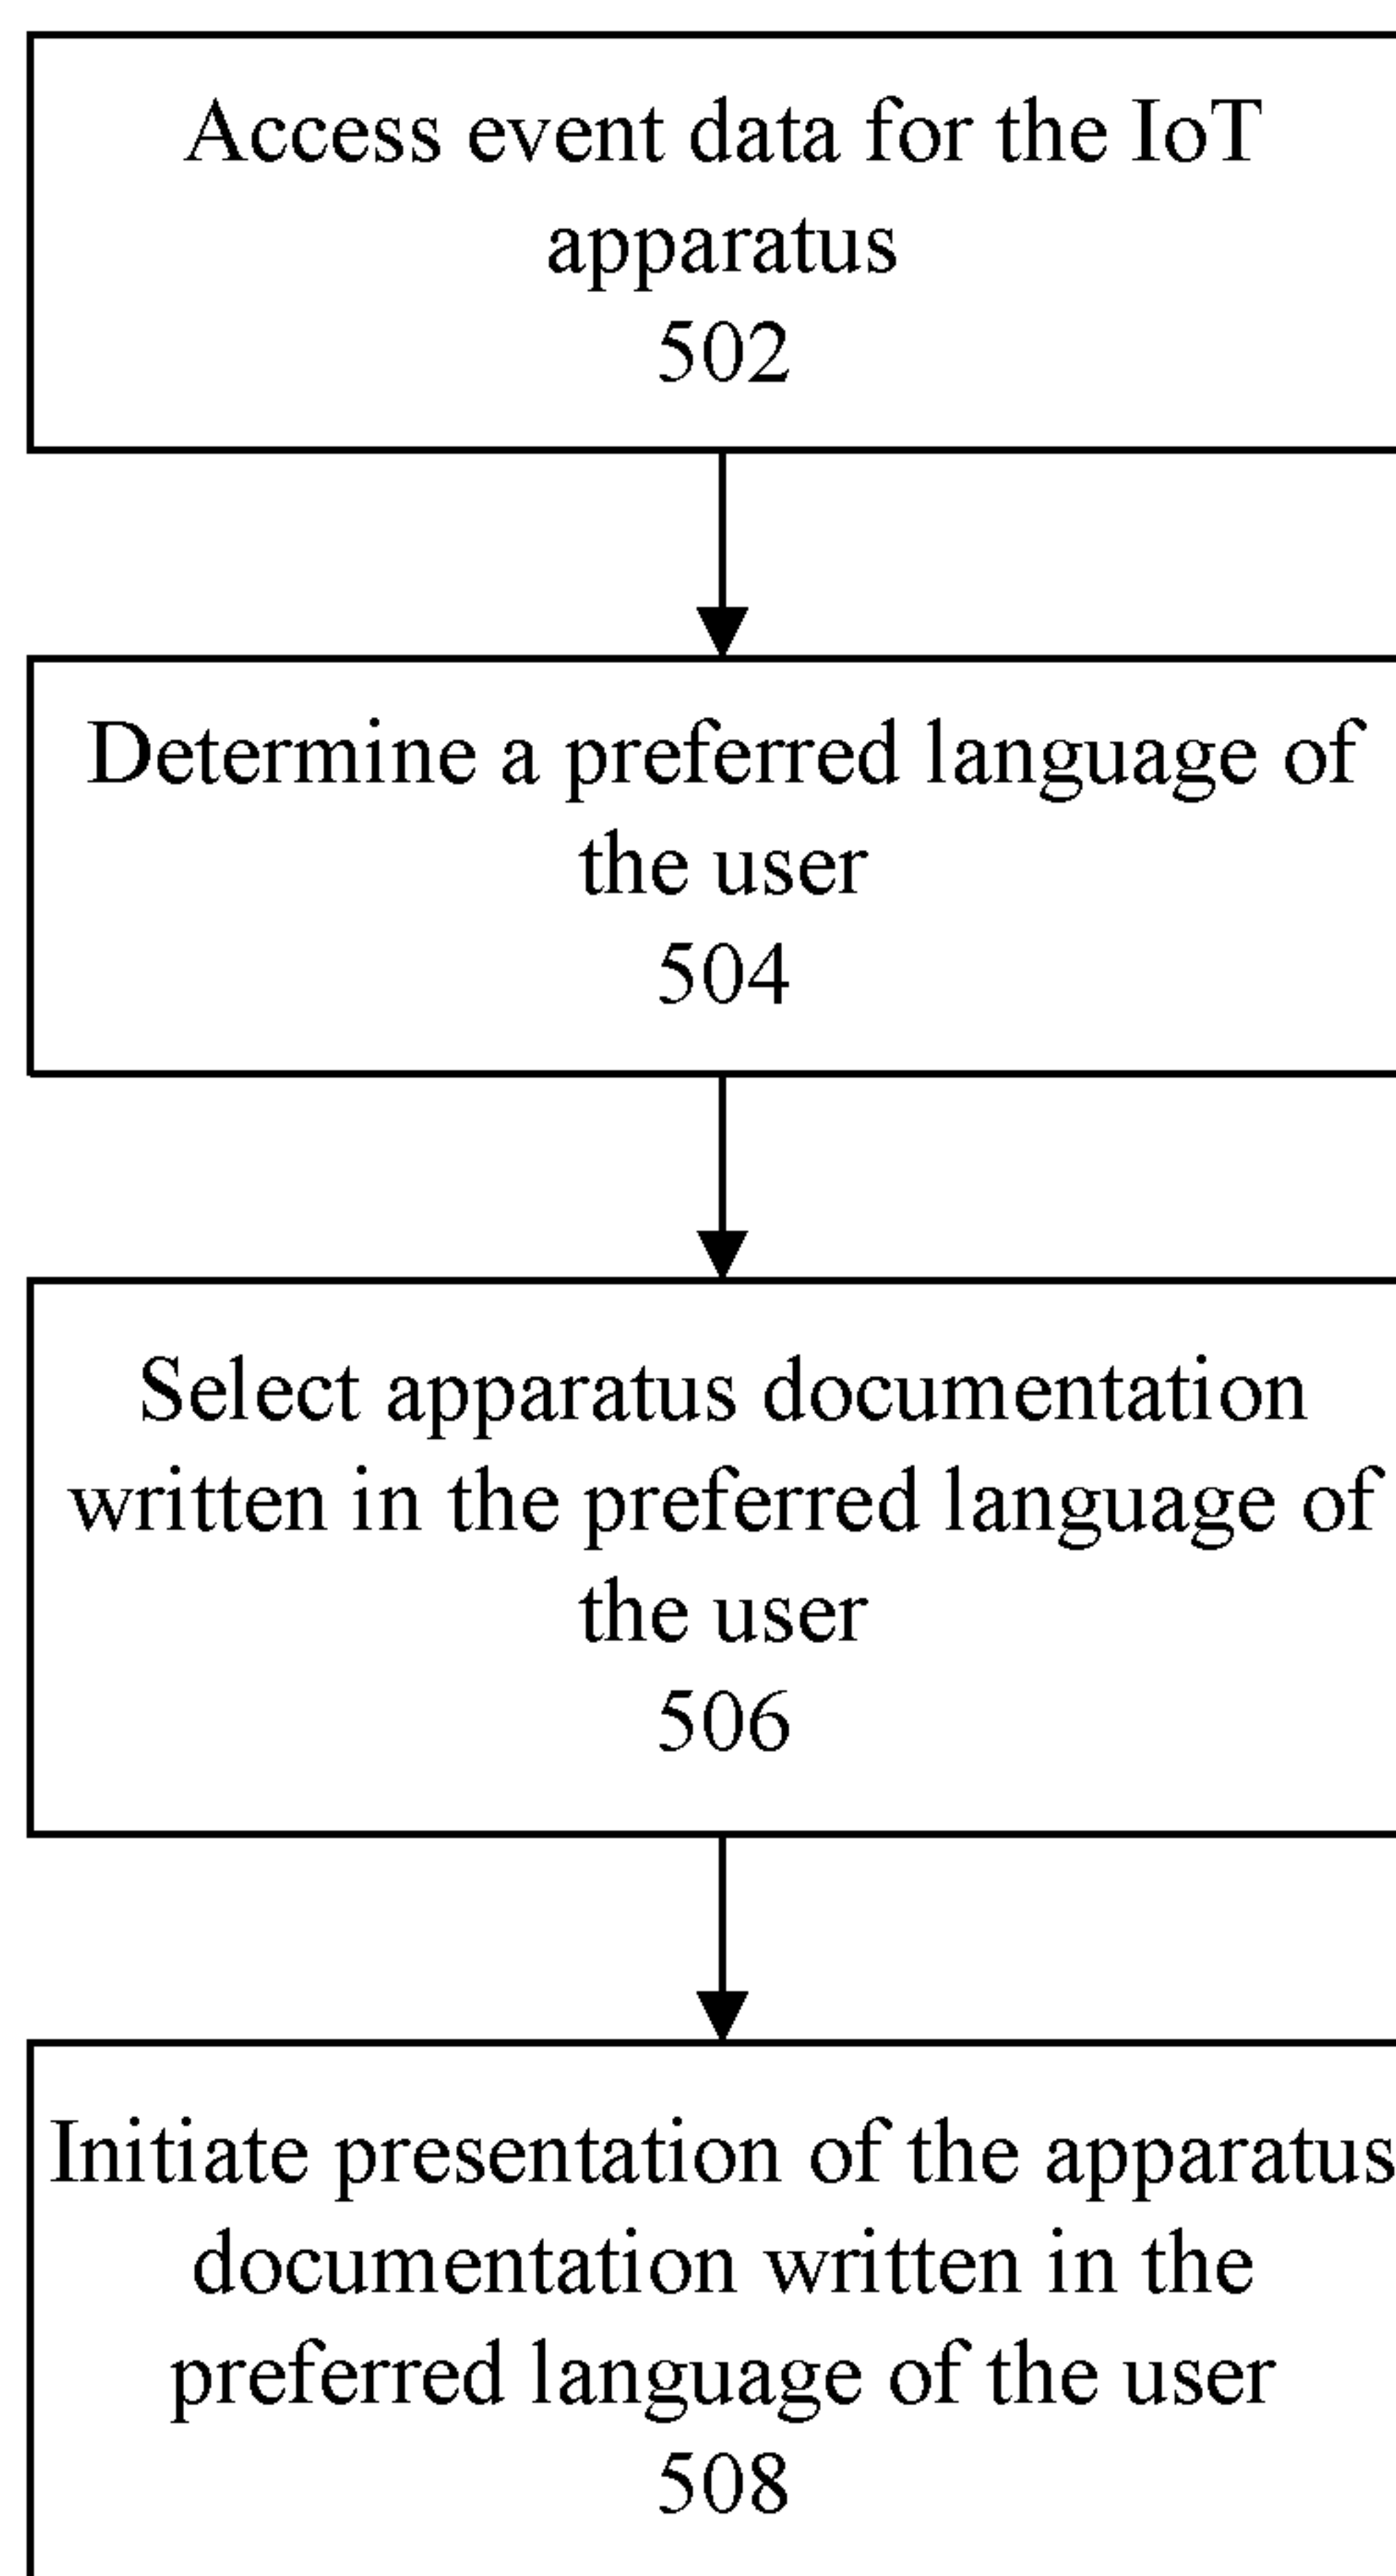 Access event data for the IoT
apparatus
502
Determine a preferred language of
the user
504
Select apparatus documentation
written in the preferred language of
the user
506
Initiate presentation of the apparatus
documentation written in the
preferred language of the user
508